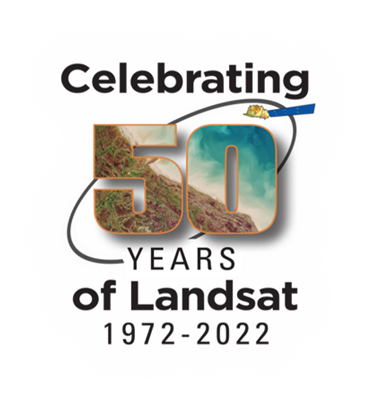 Celebrating
50
YEARS
of Landsat
1972-2022